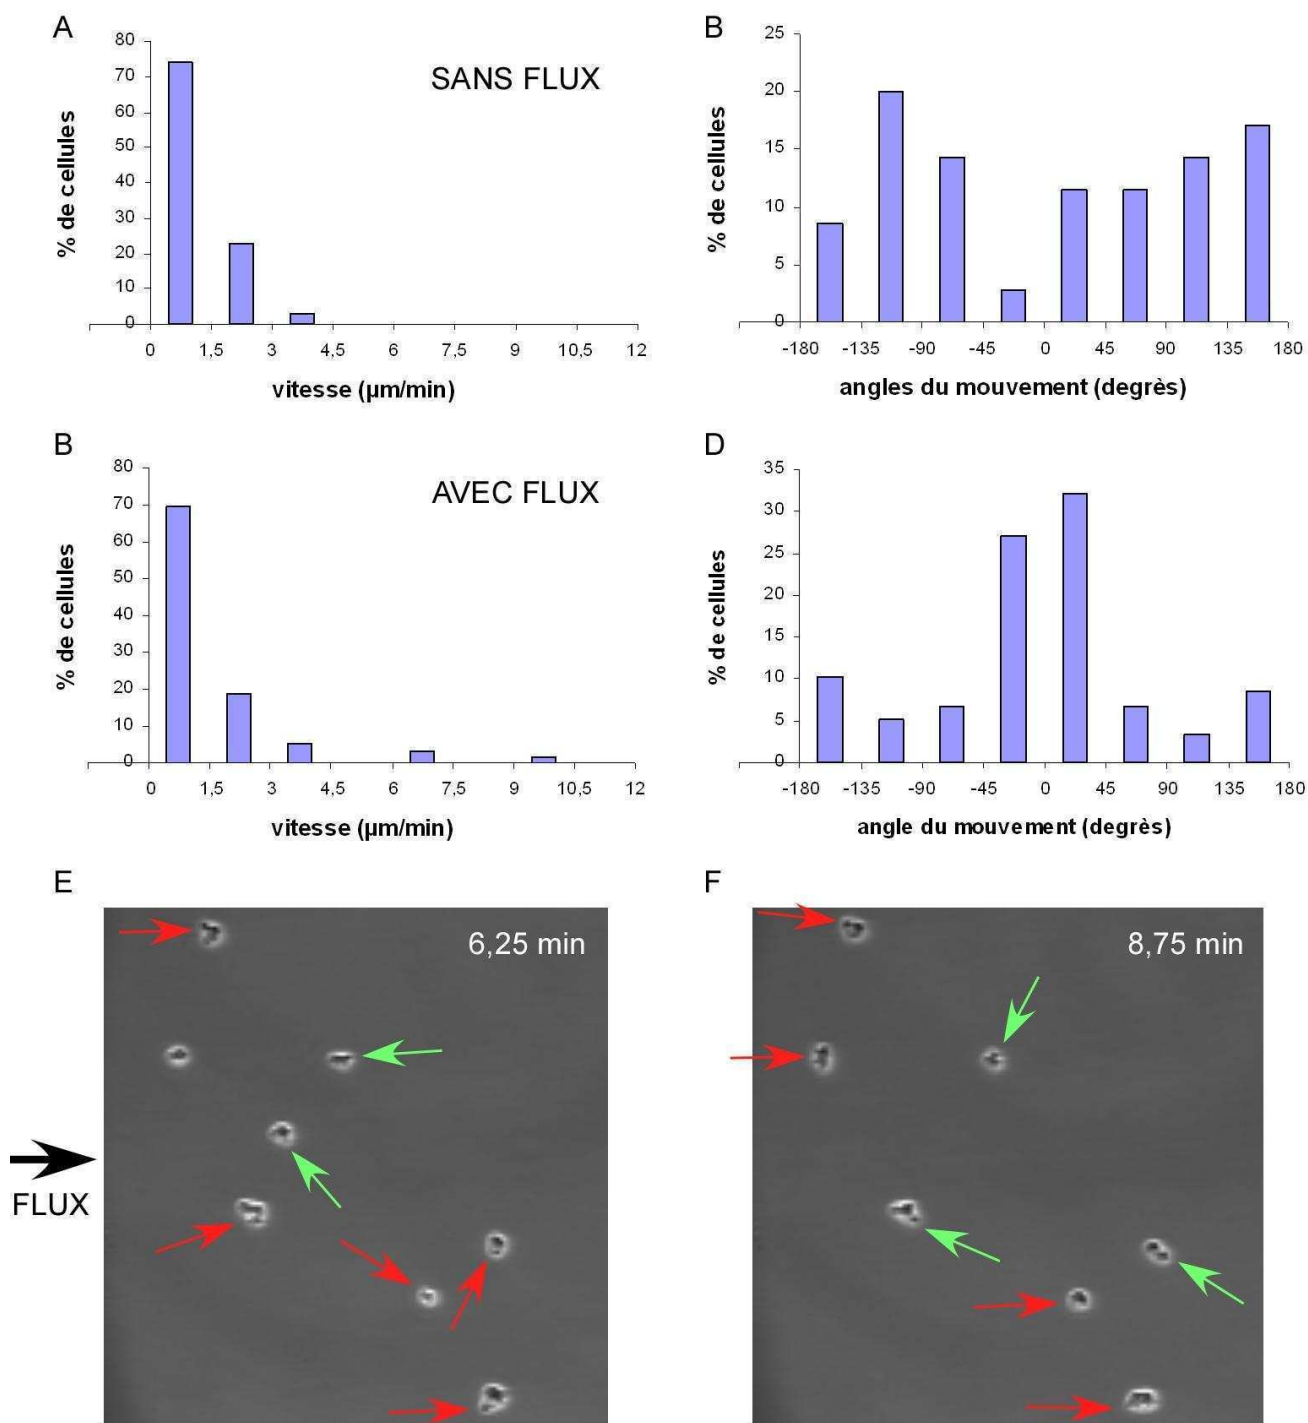 A
SANS FLUX
% de cellules
80
70
60
50
40
30
20
10
0
0 1,5 3 4,5 6 7,5 9 10,5 12
vitesse (µm/min)
B
% de cellules
25
20
15
10
5
0
-180 -135 -90 -45 0 45 90 135 180
angles du mouvement (degrès)
B
AVEC FLUX
% de cellules
80
70
60
50
40
30
20
10
0
0 1,5 3 4,5 6 7,5 9 10,5 12
vitesse (µm/min)
D
% de cellules
35
30
25
20
15
10
5
0
-180 -135 -90 -45 0 45 90 135 180
angle du mouvement (degrès)
E
6,25 min
FLUX
F
8,75 min